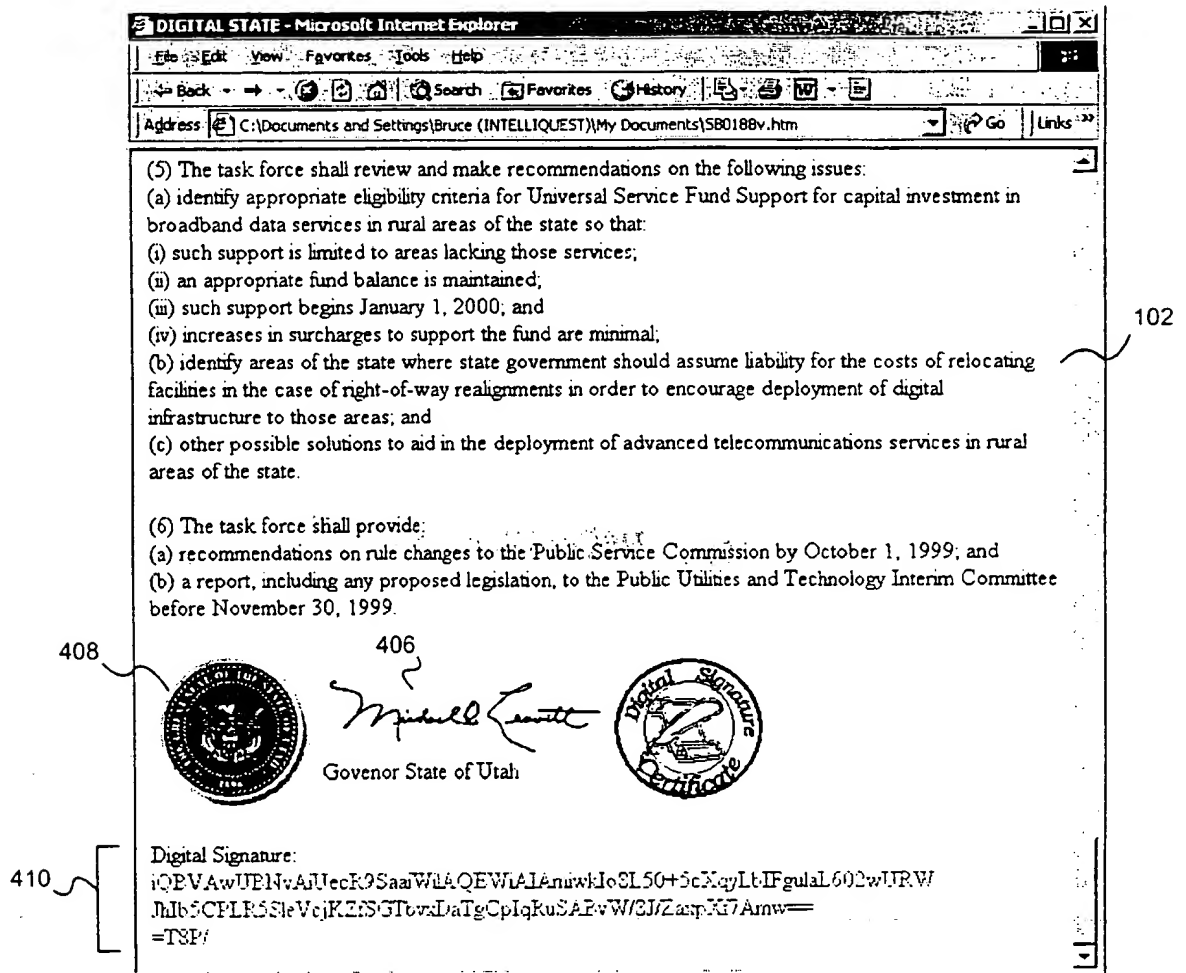 DIGITAL STATE - Microsoft Internet Explorer
File Edit View Favorites Tools Help
Back Search Favorites History
Address C:\Documents and Settings\Bruce (INTELLIQUEST)\My Documents\SB0188v.htm Go Links »
(5) The task force shall review and make recommendations on the following issues:
(a) identify appropriate eligibility criteria for Universal Service Fund Support for capital investment in
broadband data services in rural areas of the state so that:
(i) such support is limited to areas lacking those services;
(ii) an appropriate fund balance is maintained;
(iii) such support begins January 1, 2000; and
(iv) increases in surcharges to support the fund are minimal;
102
(b) identify areas of the state where state government should assume liability for the costs of relocating
facilities in the case of right-of-way realignments in order to encourage deployment of digital
infrastructure to those areas; and
(c) other possible solutions to aid in the deployment of advanced telecommunications services in rural
areas of the state.
(6) The task force shall provide:
(a) recommendations on rule changes to the Public Service Commission by October 1, 1999; and
(b) a report, including any proposed legislation, to the Public Utilities and Technology Interim Committee
before November 30, 1999.
408
406
Michael O Leavitt
Digital Signature
Certificate
Govenor State of Utah
410
Digital Signature: